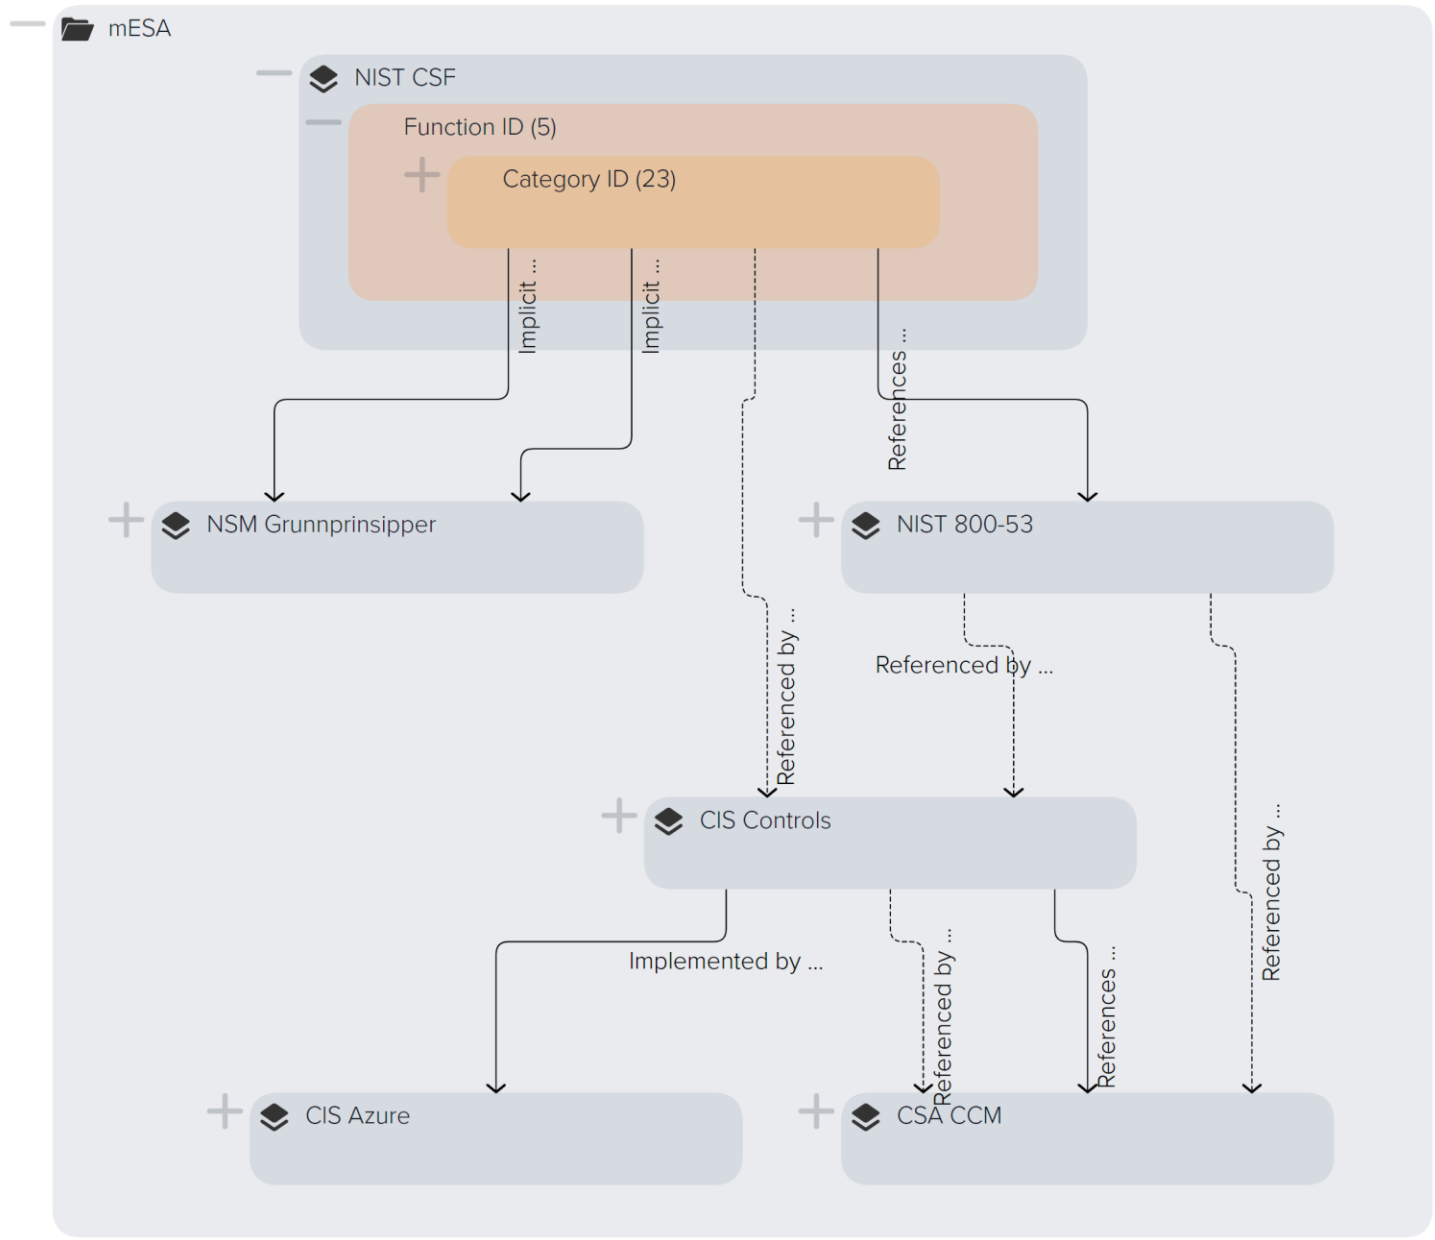 mESA
NIST CSF
Function ID (5)
Category ID (23)
Implicit ...
Implicit ...
References ...
NSM Grunnprinsipper
NIST 800-53
Referenced by ...
Referenced by ...
CIS Controls
Referenced by ...
Implemented by ...
Referenced by ...
References ...
CIS Azure
CSA CCM